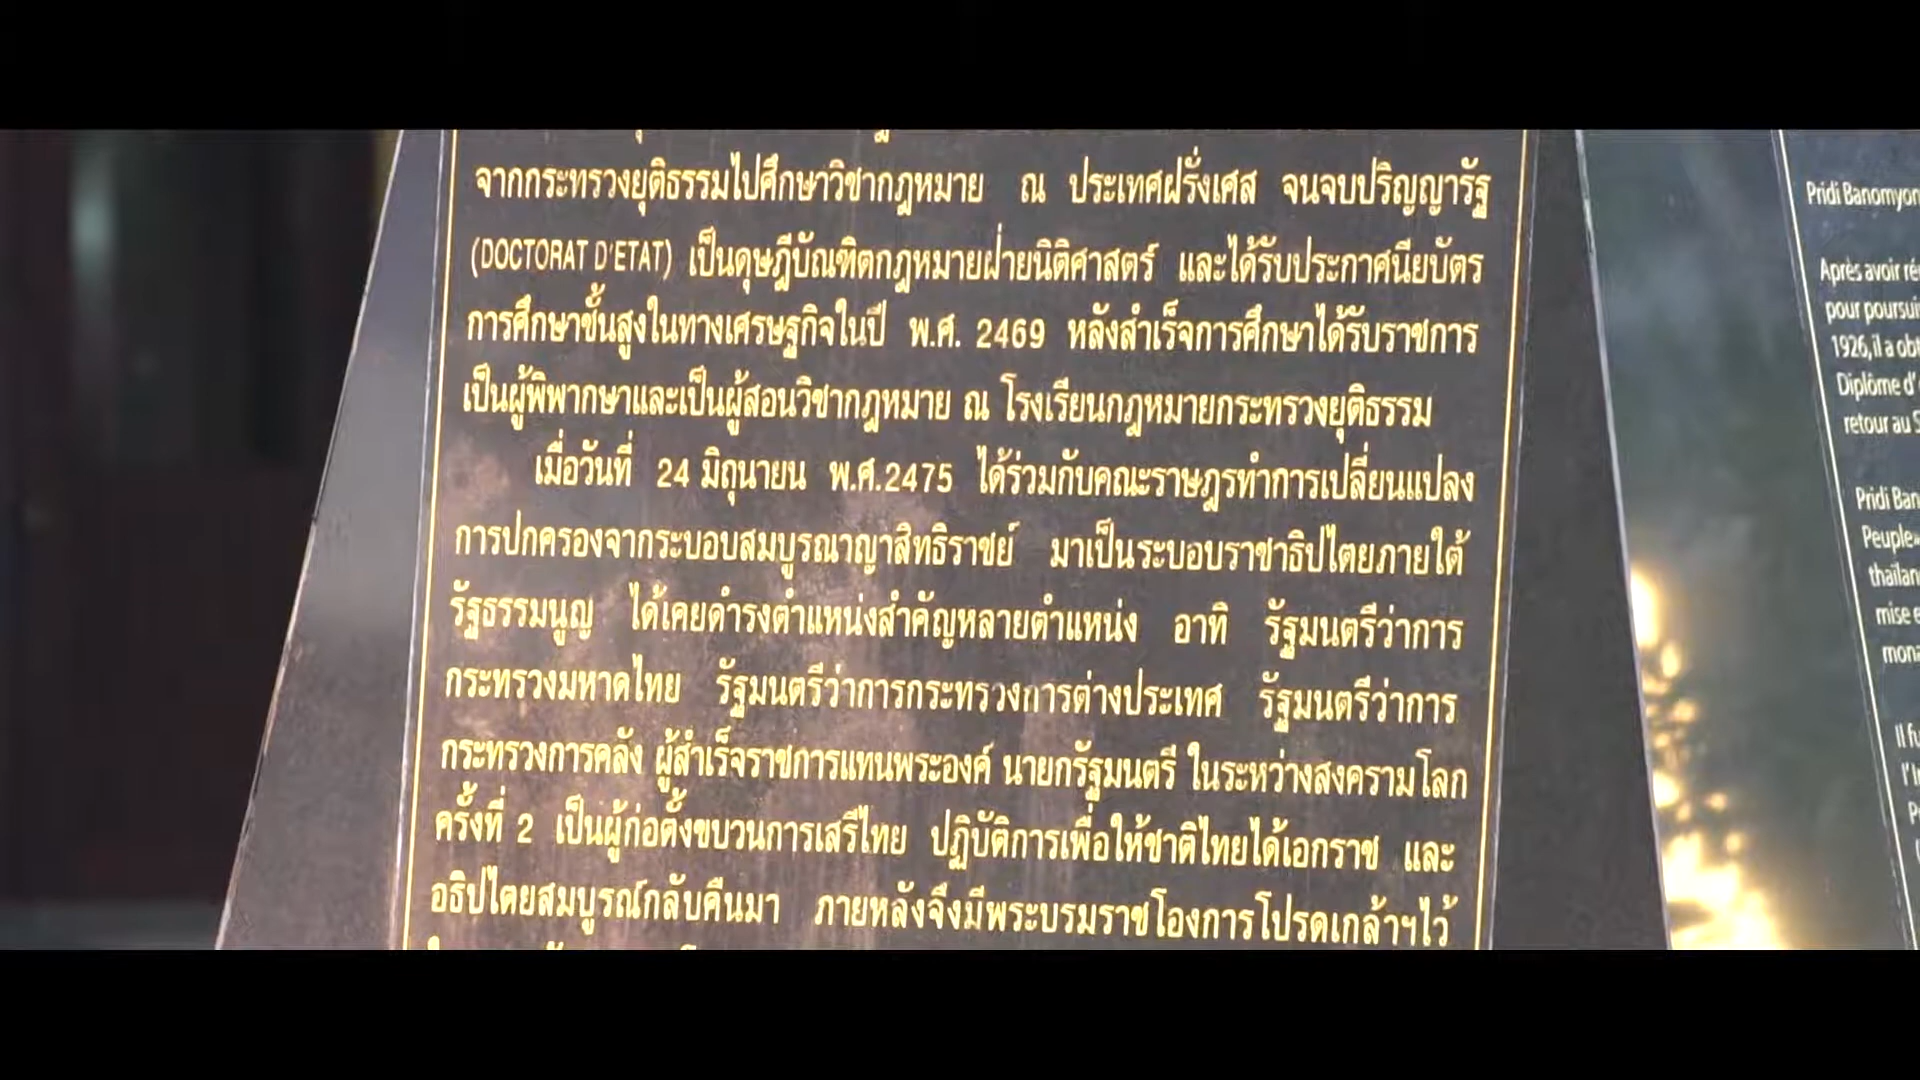 จากกระทรวงยุติธรรมไปศึกษาวิชากฎหมาย ณ ประเทศฝรั่งเศส จนจบปริญญารัฐ
(DOCTORAT D'ETAT) เป็นดุษฎีบัณฑิตกฎหมายฝ่ายนิติศาสตร์ และได้รับประกาศนียบัตร
การศึกษาชั้นสูงในทางเศรษฐกิจในปี พ.ศ. 2469 หลังสำเร็จการศึกษาได้รับราชการ
เป็นผู้พิพากษาและเป็นผู้สอนวิชากฎหมาย ณ โรงเรียนกฎหมายกระทรวงยุติธรรม
เมื่อวันที่ 24 มิถุนายน พ.ศ.2475 ได้ร่วมกับคณะราษฎรทำการเปลี่ยนแปลง
การปกครองจากระบอบสมบูรณาญาสิทธิราชย์ มาเป็นระบอบราชาธิปไตยภายใต้
รัฐธรรมนูญ ได้เคยดำรงตำแหน่งสำคัญหลายตำแหน่ง อาทิ รัฐมนตรีว่าการ
กระทรวงมหาดไทย รัฐมนตรีว่าการกระทรวงการต่างประเทศ รัฐมนตรีว่าการ
กระทรวงการคลัง ผู้สำเร็จราชการแทนพระองค์ นายกรัฐมนตรี ในระหว่างสงครามโลก
ครั้งที่ 2 เป็นผู้ก่อตั้งขบวนการเสรีไทย ปฏิบัติการเพื่อให้ชาติไทยได้เอกราช และ
อธิปไตยสมบูรณ์กลับคืนมา ภายหลังจึงมีพระบรมราชโองการโปรดเกล้าฯไว้
Pridi Banomyon
Après avoir ré
pour poursui
1926, il a ob
Diplôme d'
retour au S
Pridi Ban
Peuple»
thaïlan
mise e
mona
Il fu
l'I
P